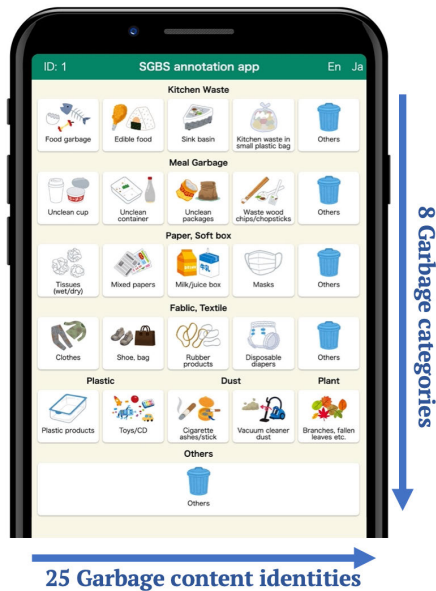 ID: 1 SGBS annotation app En Ja
Kitchen Waste
Food garbage Edible food Sink basin Kitchen waste in small plastic bag Others
Meal Garbage
Unclean cup Unclean container Unclean packages Waste wood chips/chopsticks Others
Paper, Soft box
Tissues (wet/dry) Mixed papers Milk/juice box Masks Others
Fablic, Textile
Clothes Shoe, bag Rubber products Disposable diapers Others
Plastic Dust Plant
Plastic products Toys/CD Cigarette ashes/stick Vacuum cleaner dust Branches, fallen leaves etc.
Others
Others
8 Garbage categories
25 Garbage content identities